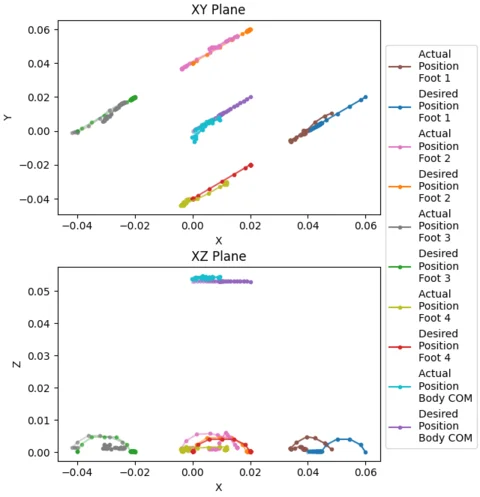 XY Plane
0.06
0.04
0.02
0.00
−0.02
−0.04
Y
−0.04
−0.02
0.00
0.02
0.04
0.06
X
XZ Plane
0.05
0.04
0.03
0.02
0.01
0.00
Z
−0.04
−0.02
0.00
0.02
0.04
0.06
X
Actual
Position
Foot 1
Desired
Position
Foot 1
Actual
Position
Foot 2
Desired
Position
Foot 2
Actual
Position
Foot 3
Desired
Position
Foot 3
Actual
Position
Foot 4
Desired
Position
Foot 4
Actual
Position
Body COM
Desired
Position
Body COM